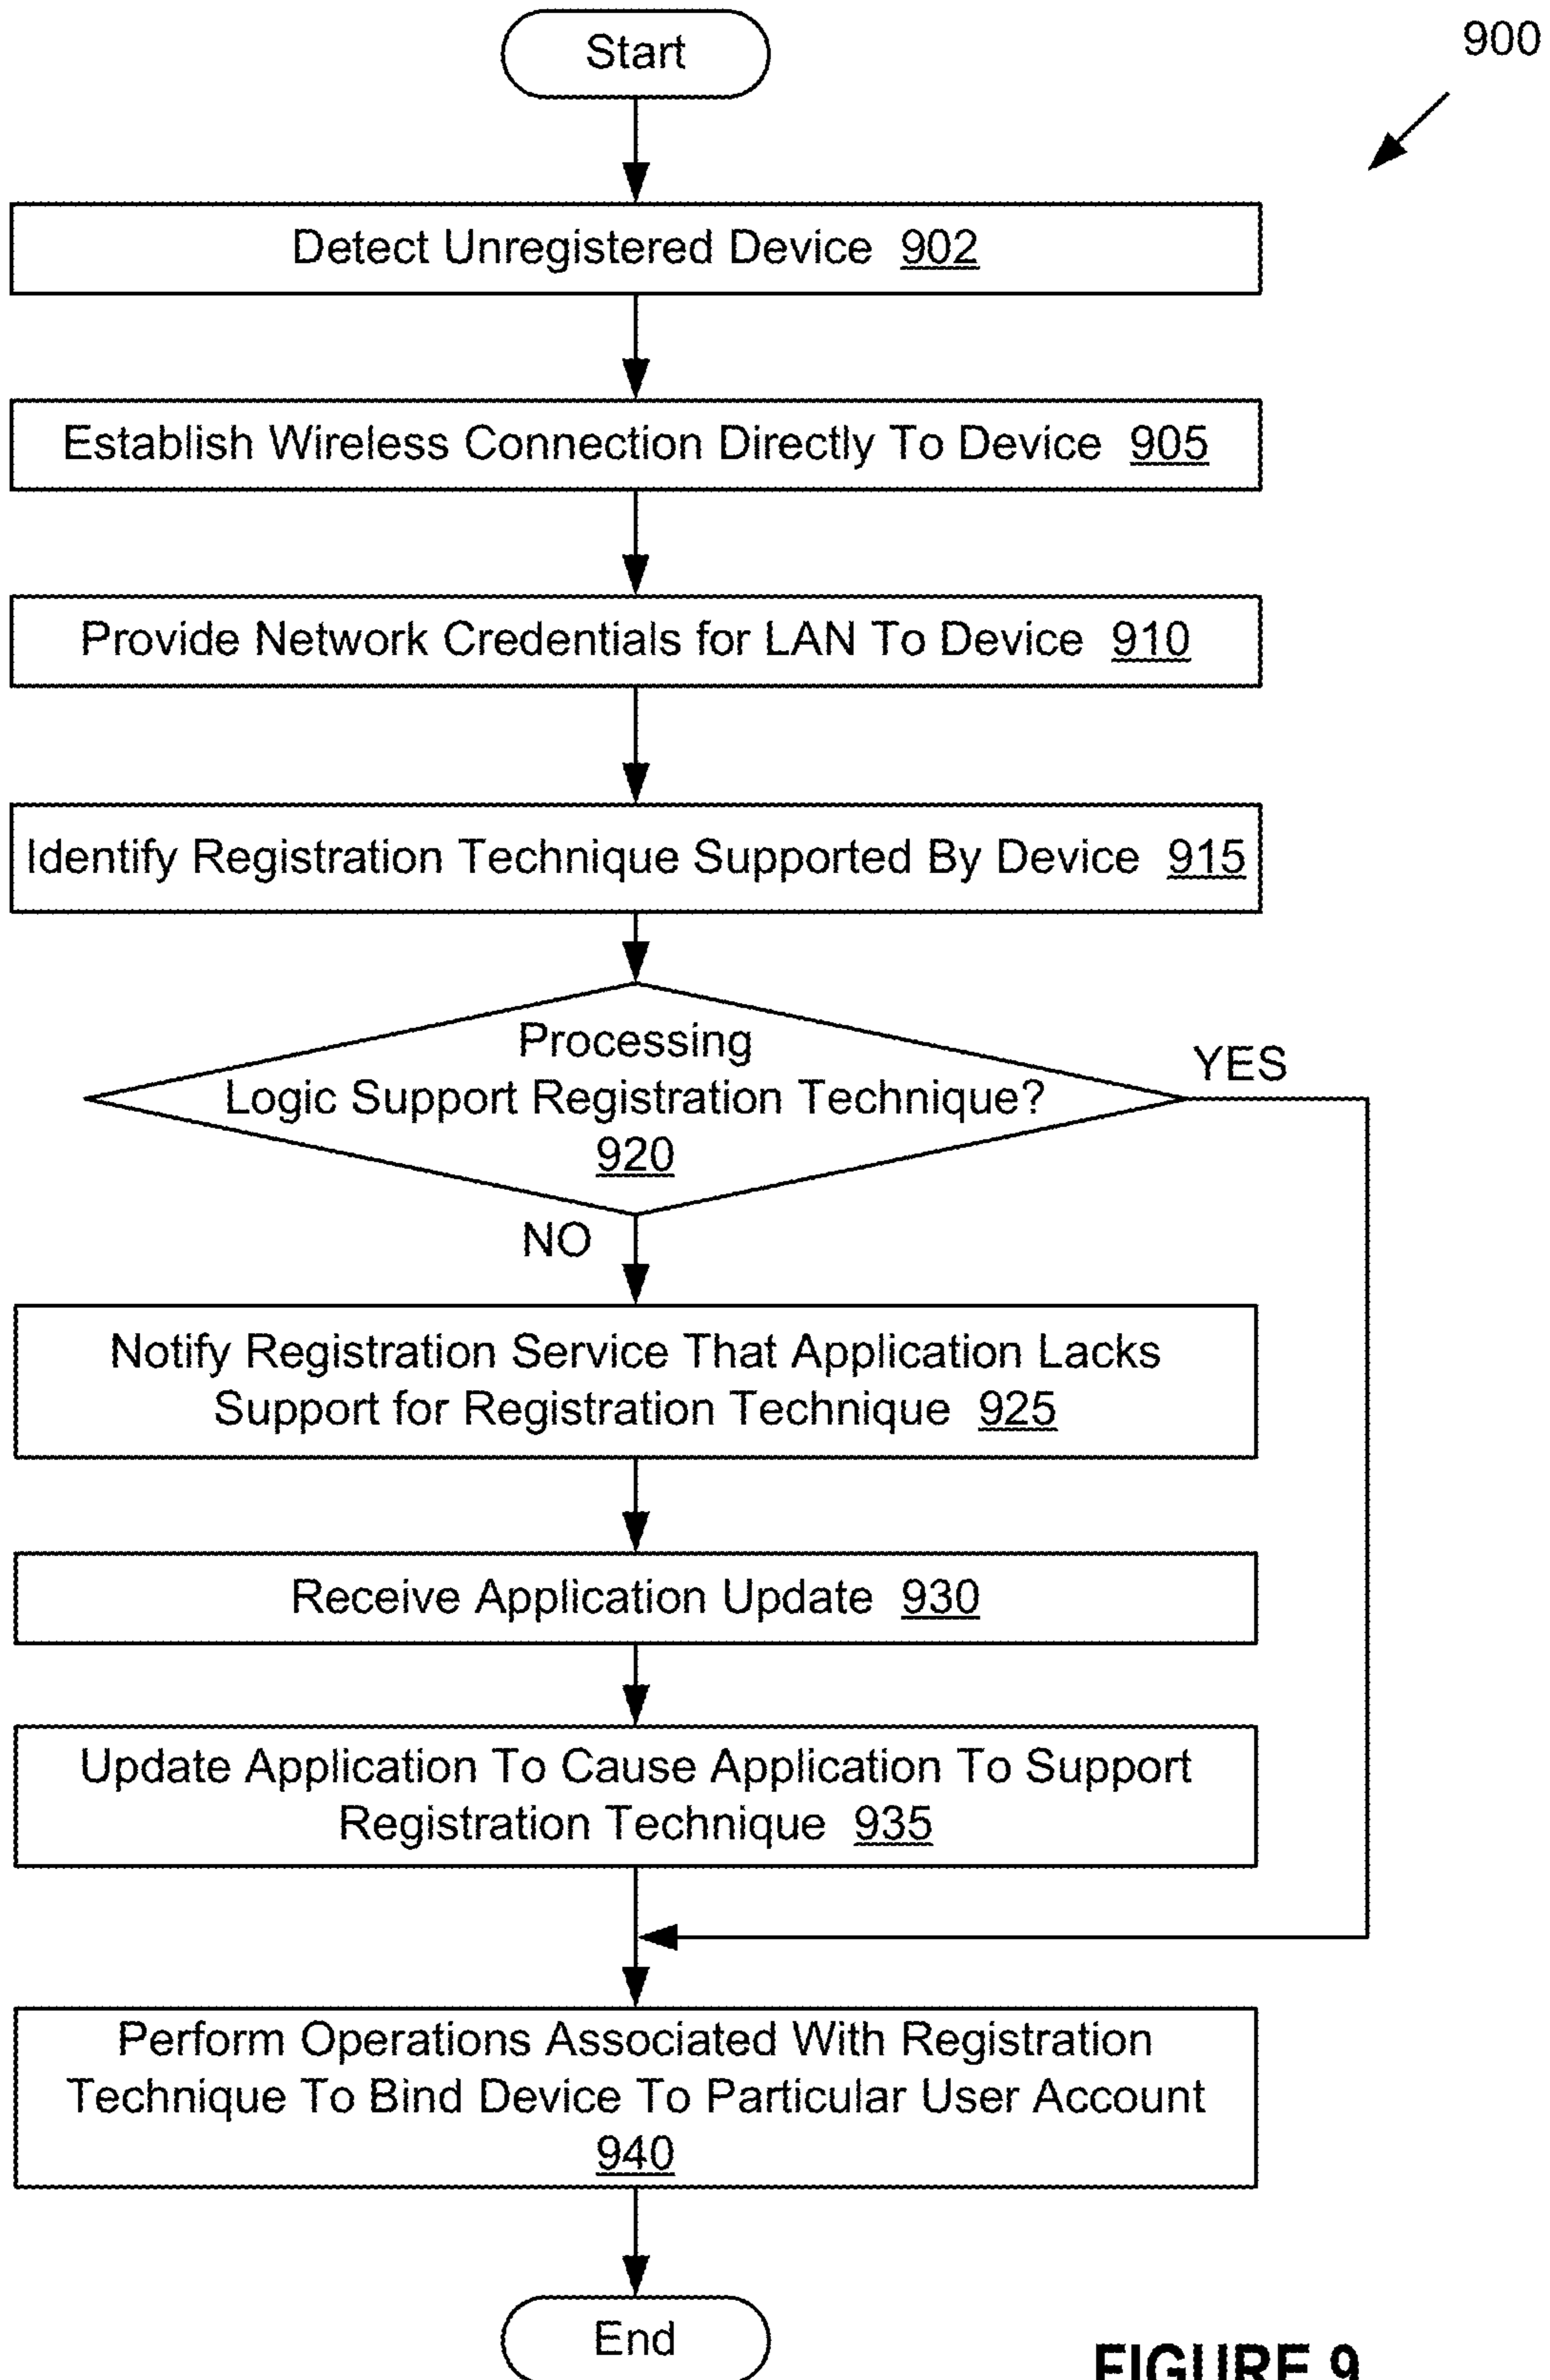 Start
900
Detect Unregistered Device 902
Establish Wireless Connection Directly To Device 905
Provide Network Credentials for LAN To Device 910
Identify Registration Technique Supported By Device 915
Processing
Logic Support Registration Technique?
920
YES
NO
Notify Registration Service That Application Lacks
Support for Registration Technique 925
Receive Application Update 930
Update Application To Cause Application To Support
Registration Technique 935
Perform Operations Associated With Registration
Technique To Bind Device To Particular User Account
940
End
FIGURE 9